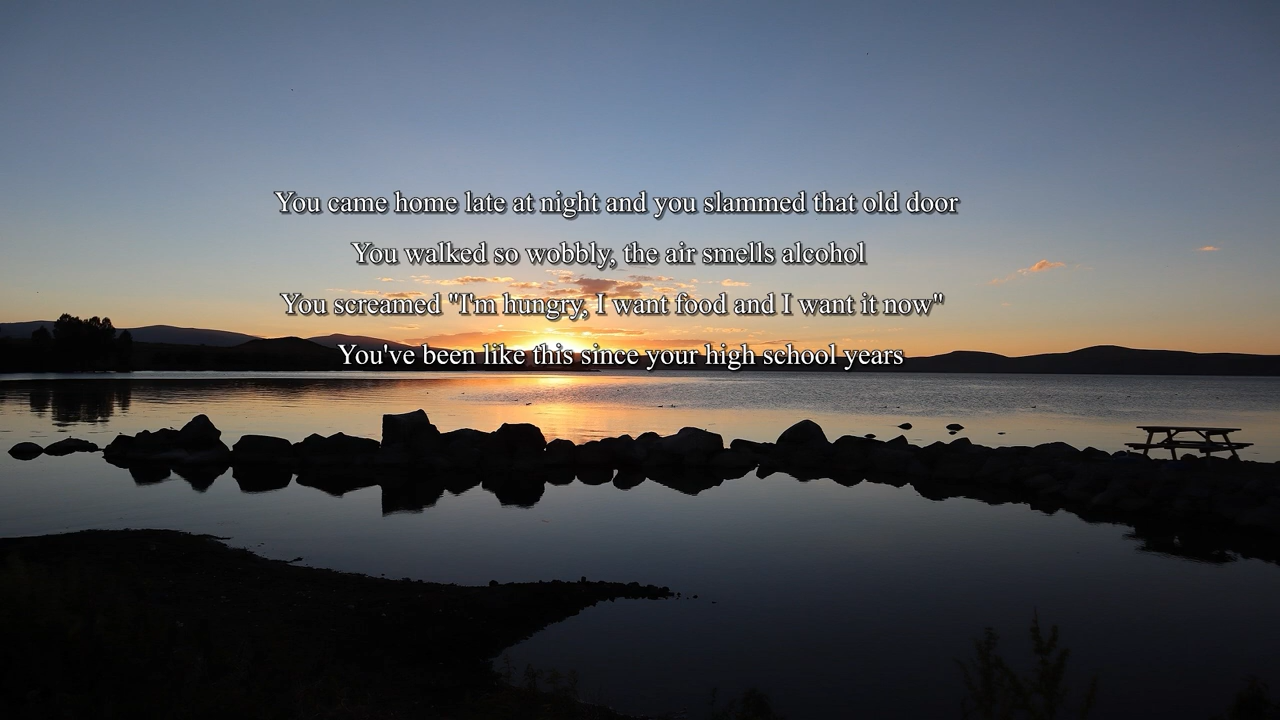 You came home late at night and you slammed that old door
You walked so wobbly, the air smells alcohol
You screamed "I'm hungry, I want food and I want it now"
You've been like this since your high school years